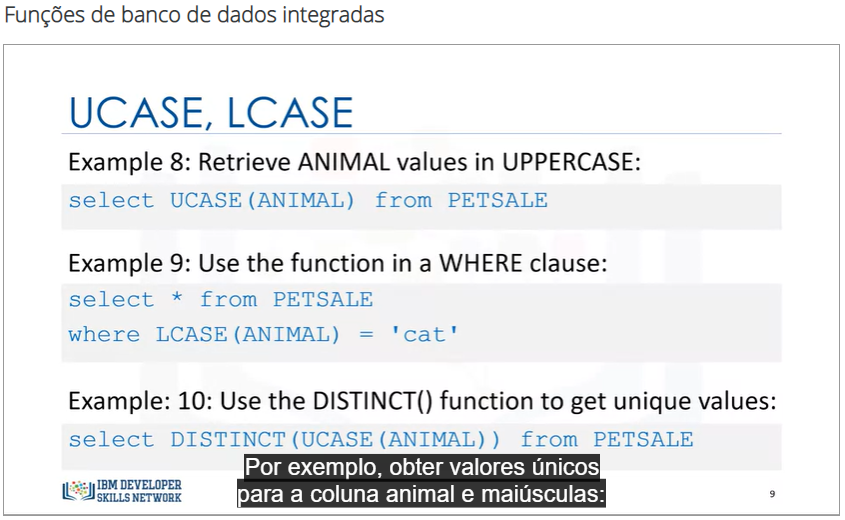 Funções de banco de dados integradas
UCASE, LCASE
Example 8: Retrieve ANIMAL values in UPPERCASE:
select UCASE(ANIMAL) from PETSALE
Example 9: Use the function in a WHERE clause:
select * from PETSALE
where LCASE(ANIMAL) = 'cat'
Example: 10: Use the DISTINCT() function to get unique values:
select DISTINCT(UCASE(ANIMAL)) from PETSALE
Por exemplo, obter valores únicos
para a coluna animal e maiúsculas:
IBM DEVELOPER
SKILLS NETWORK
9